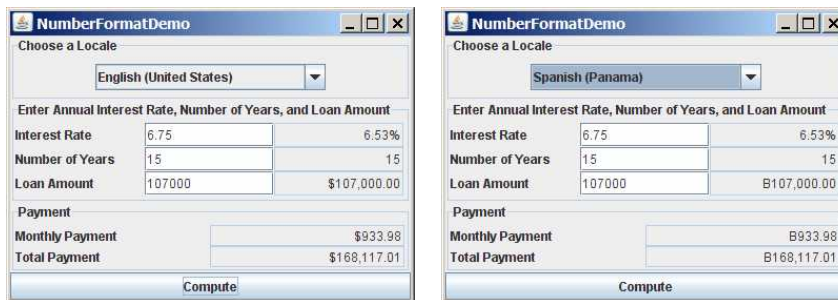 NumberFormatDemo
Choose a Locale
English (United States)
Enter Annual Interest Rate, Number of Years, and Loan Amount
Interest Rate 6.75 6.53%
Number of Years 15 15
Loan Amount 107000 $107,000.00
Payment
Monthly Payment $933.98
Total Payment $168,117.01
Compute
NumberFormatDemo
Choose a Locale
Spanish (Panama)
Enter Annual Interest Rate, Number of Years, and Loan Amount
Interest Rate 6.75 6.53%
Number of Years 15 15
Loan Amount 107000 B107,000.00
Payment
Monthly Payment B933.98
Total Payment B168,117.01
Compute